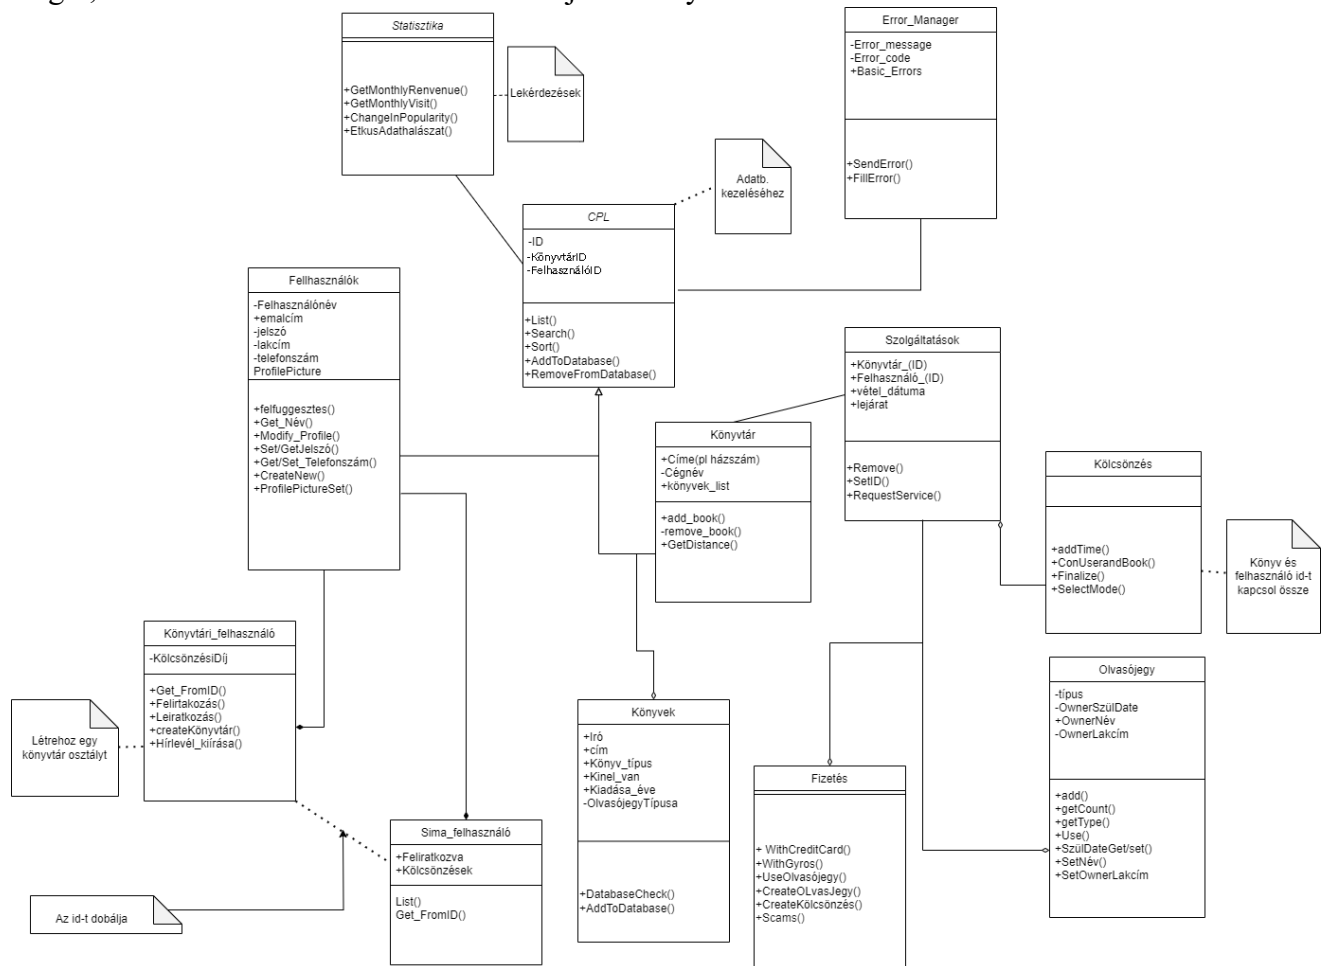 Statisztika
+GetMonthlyRenvenue()
+GetMonthlyVisit()
+ChangeInPopularity()
+EtkusAdathalászat()
Lekérdezések
Error_Manager
-Error_message
-Error_code
+Basic_Errors
+SendError()
+FillError()
Adatb.
kezeléséhez
CPL
-ID
-KönyvtárID
-FelhasználóID
+List()
+Search()
+Sort()
+AddToDatabase()
+RemoveFromDatabase()
Fellhasználók
-Felhasználónév
+emalcím
-jelszó
-lakcím
-telefonszám
ProfilePicture
+felfuggesztes()
+Get_Név()
+Modify_Profile()
+Set/GetJelszó()
+Get/Set_Telefonszám()
+CreateNew()
+ProfilePictureSet()
Szolgáltatások
+Könyvtár_(ID)
+Felhasználó_(ID)
+vétel_dátuma
+lejárat
+Remove()
+SetID()
+RequestService()
Könyvtár
+Címe(pl házszám)
-Cégnév
+könyvek_list
+add_book()
-remove_book()
+GetDistance()
Kölcsönzés
+addTime()
+ConUserandBook()
+Finalize()
+SelectMode()
Könyv és
felhasználó id-t
kapcsol össze
Könyvtári_felhasználó
-KölcsönzésiDíj
+Get_FromID()
+Felirtakozás()
+Leiratkozás()
+createKönyvtár()
+Hírlevél_kiírása()
Létrehoz egy
könyvtár osztályt
Sima_felhasználó
+Feliratkozva
+Kölcsönzések
List()
Get_FromID()
Az id-t dobálja
Könyvek
+Iró
+cím
+Könyv_típus
+Kinel_van
+Kiadása_éve
-OlvasójegyTípusa
+DatabaseCheck()
+AddToDatabase()
Fizetés
+ WithCreditCard()
+WithGyros()
+UseOlvasójegy()
+CreateOLvasJegy()
+CreateKölcsönzés()
+Scams()
Olvasójegy
-típus
-OwnerSzülDate
+OwnerNév
-OwnerLakcím
+add()
+getCount()
+getType()
+Use()
+SzülDateGet/set()
+SetNév()
+SetOwnerLakcím